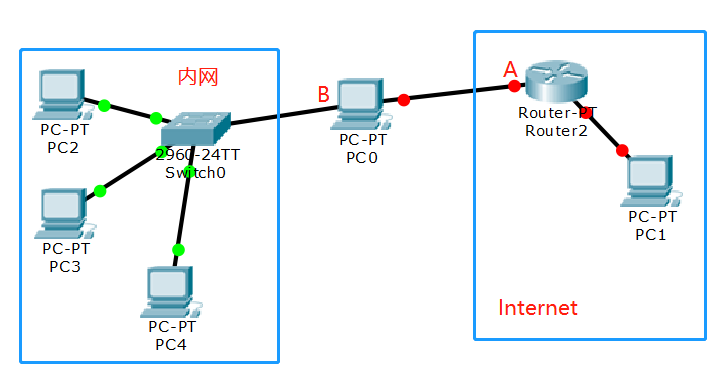 内网
PC-PT
PC2
2960-24TT
Switch0
PC-PT
PC3
PC-PT
PC4
B
PC-PT
PC0
A
Router-PT
Router2
PC-PT
PC1
Internet